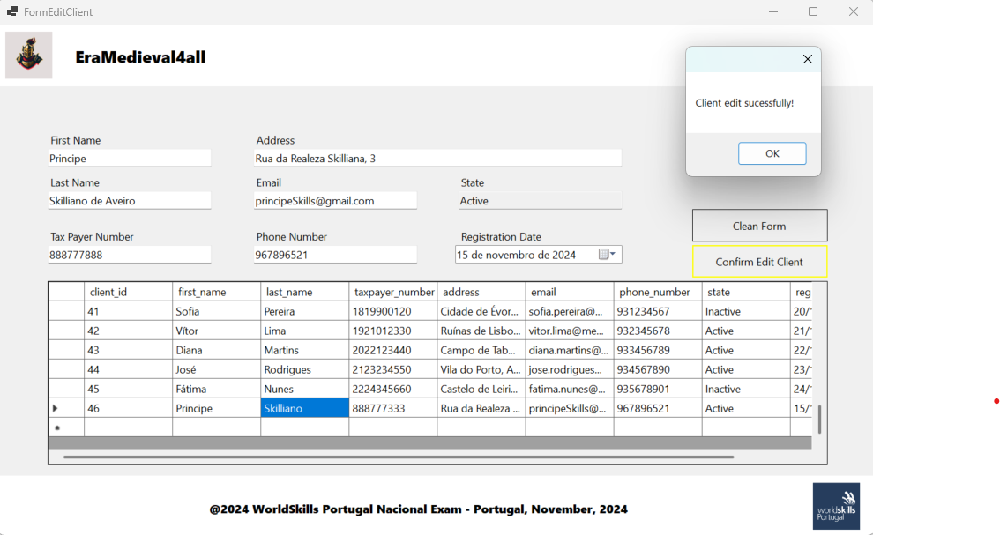 FormEditClient
EraMedieval4all
Client edit sucessfully!
OK
First Name
Address
Principe
Rua da Realeza Skilliana, 3
Last Name
Email
State
Skilliano de Aveiro
principeSkills@gmail.com
Active
Clean Form
Tax Payer Number
Phone Number
Registration Date
888777888
967896521
15 de novembro de 2024
Confirm Edit Client
client_id first_name last_name taxpayer_number address email phone_number state reg
41 Sofia Pereira 1819900120 Cidade de Évor... sofia.pereira@... 931234567 Inactive 20/
42 Vítor Lima 1921012330 Ruínas de Lisbo... vitor.lima@me... 932345678 Active 21/
43 Diana Martins 2022123440 Campo de Tab... diana.martins@... 933456789 Active 22/
44 José Rodrigues 2123234550 Vila do Porto, A... jose.rodrigues... 934567890 Active 23/
45 Fátima Nunes 2224345660 Castelo de Leiri... fatima.nunes@... 935678901 Inactive 24/
46 Principe Skilliano 888777333 Rua da Realeza ... principeSkills@... 967896521 Active 15/
@2024 WorldSkills Portugal Nacional Exam - Portugal, November, 2024
worldskills
Portugal